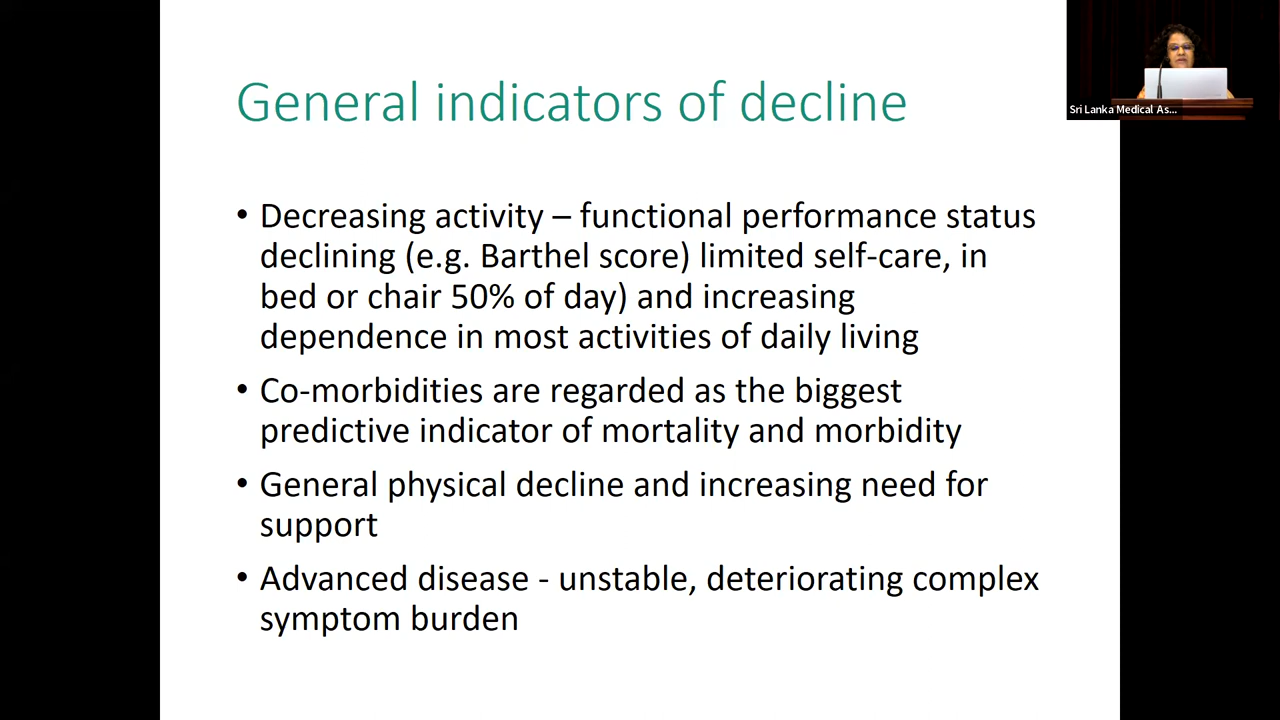 General indicators of decline
Sri Lanka Medical As...
• Decreasing activity – functional performance status
declining (e.g. Barthel score) limited self-care, in
bed or chair 50% of day) and increasing
dependence in most activities of daily living
• Co-morbidities are regarded as the biggest
predictive indicator of mortality and morbidity
• General physical decline and increasing need for
support
• Advanced disease - unstable, deteriorating complex
symptom burden